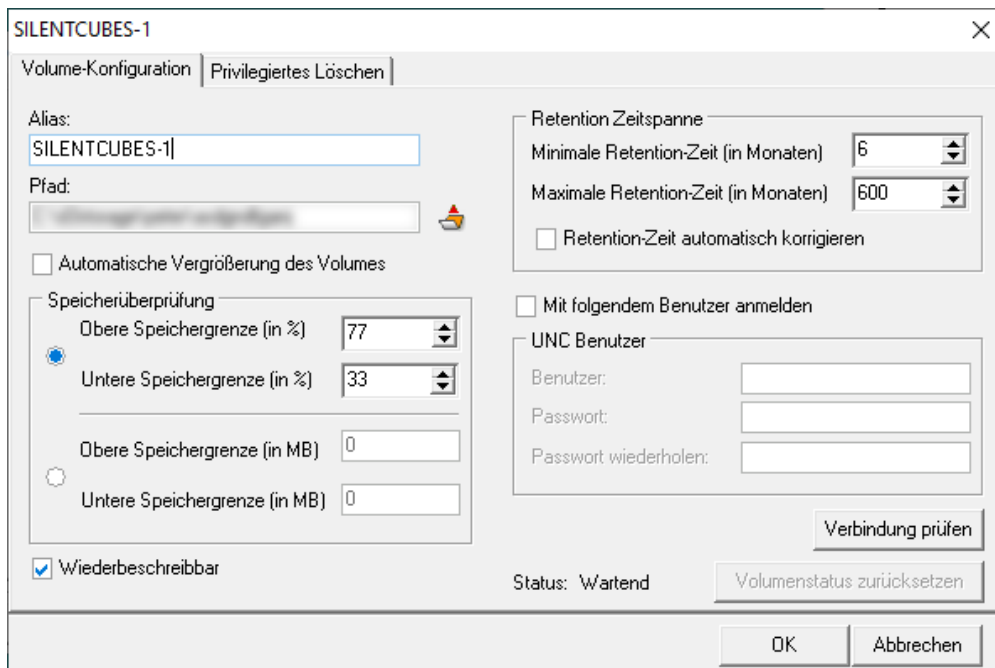 SILENTCUBES-1
Volume-Konfiguration
Privilegiertes Löschen
Alias:
SILENTCUBES-1
Pfad:
Automatische Vergrößerung des Volumes
Speicherüberprüfung
Obere Speichergrenze (in %) 77
Untere Speichergrenze (in %) 33
Obere Speichergrenze (in MB) 0
Untere Speichergrenze (in MB) 0
Wiederbeschreibbar
Retention Zeitspanne
Minimale Retention-Zeit (in Monaten) 6
Maximale Retention-Zeit (in Monaten) 600
Retention-Zeit automatisch korrigieren
Mit folgendem Benutzer anmelden
UNC Benutzer
Benutzer:
Passwort:
Passwort wiederholen:
Verbindung prüfen
Status: Wartend
Volumenstatus zurücksetzen
OK
Abbrechen